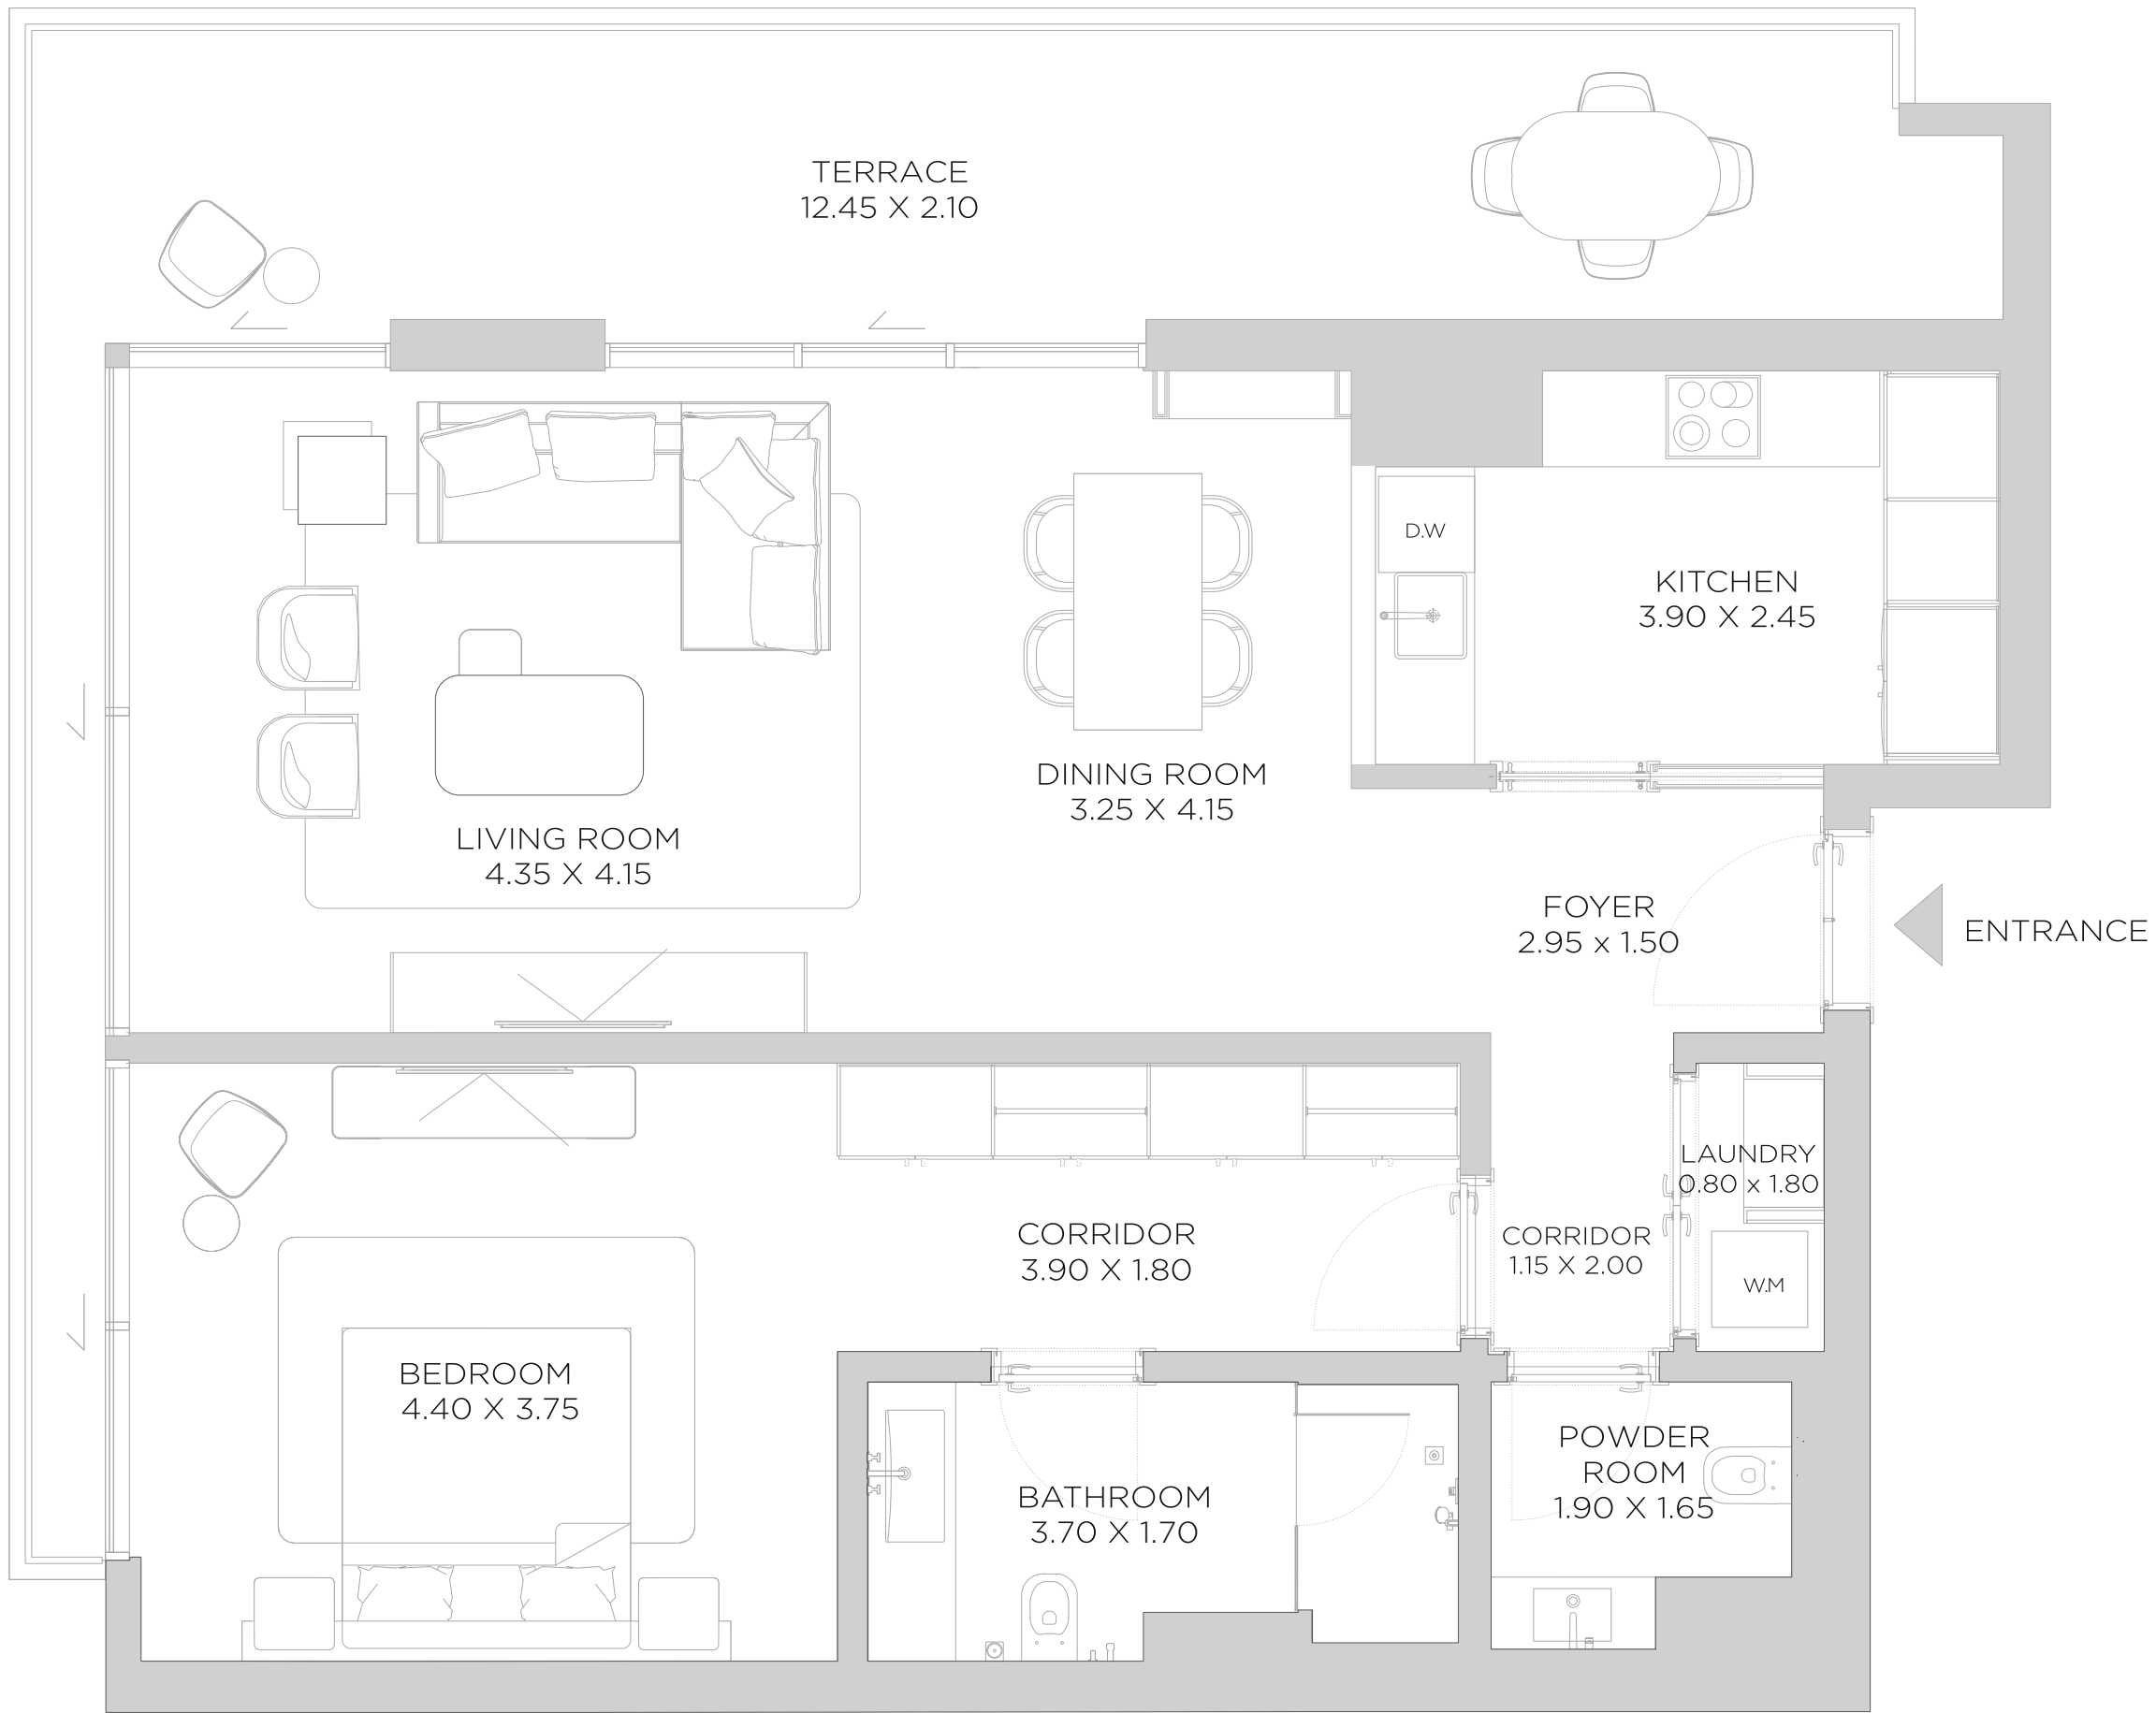 TERRACE
12.45 X 2.10
D.W
KITCHEN
3.90 X 2.45
DINING ROOM
3.25 X 4.15
LIVING ROOM
4.35 X 4.15
FOYER
2.95 x 1.50
ENTRANCE
LAUNDRY
0.80 x 1.80
CORRIDOR
3.90 X 1.80
CORRIDOR
1.15 X 2.00
W.M
BEDROOM
4.40 X 3.75
POWDER
ROOM
1.90 X 1.65
BATHROOM
3.70 X 1.70